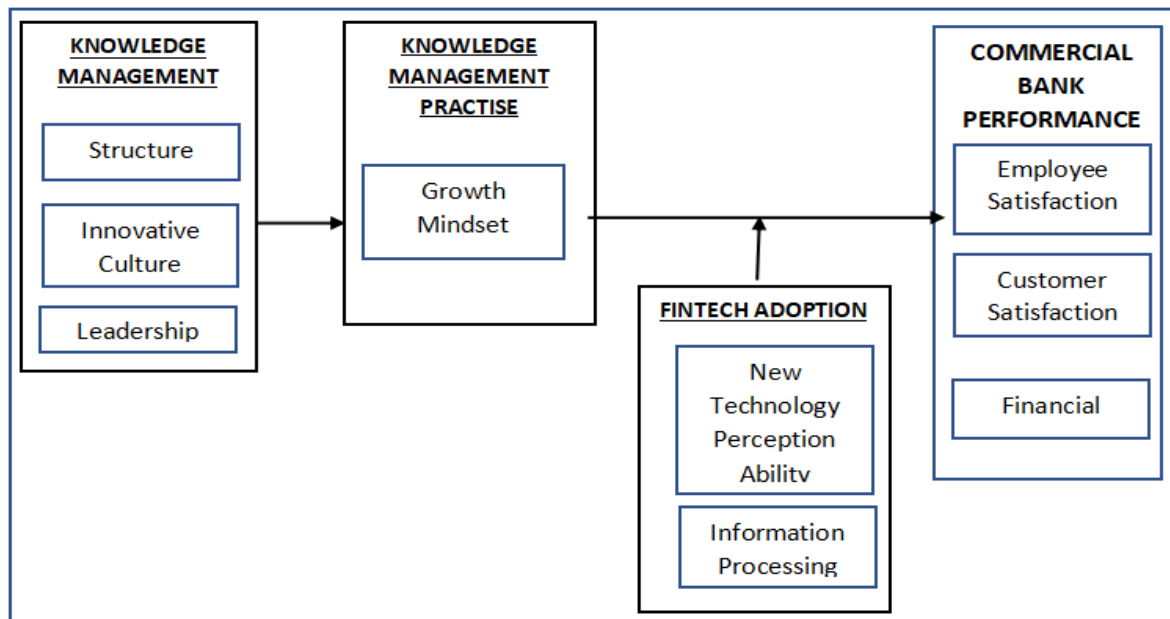 KNOWLEDGE
MANAGEMENT
Structure
Innovative
Culture
Leadership
KNOWLEDGE
MANAGEMENT
PRACTISE
Growth
Mindset
FINTECH ADOPTION
New
Technology
Perception
Ability
Information
Processing
COMMERCIAL
BANK
PERFORMANCE
Employee
Satisfaction
Customer
Satisfaction
Financial